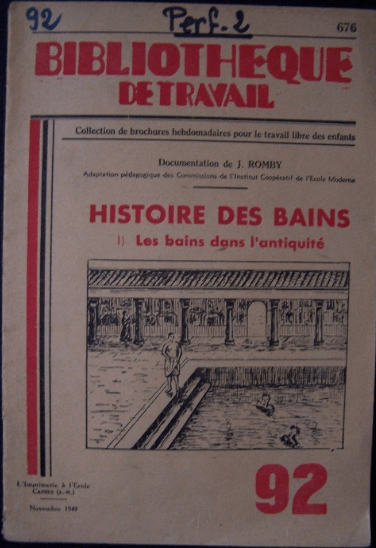 92 Perf. 2 676
BIBLIOTHEQUE
DE TRAVAIL
Collection de brochures hebdomadaires pour le travail libre des enfants
Documentation de J. ROMBY
Adaptation pédagogique des Commissions de l'Institut Coopératif de l'Ecole Moderne
HISTOIRE DES BAINS
I) Les bains dans l'antiquité
L'Imprimerie à l'Ecole
CANNES (A.-M.)
Novembre 1949
92